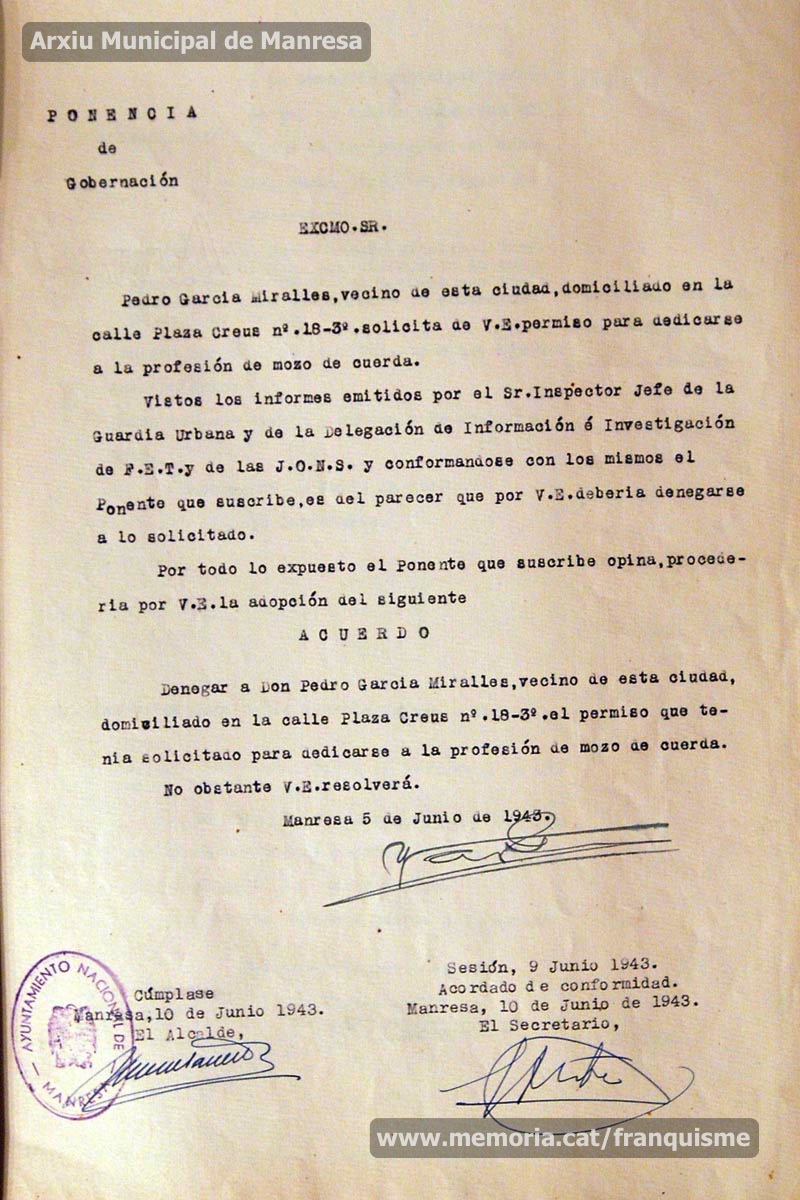 Arxiu Municipal de Manresa
PONENCIA
de
Gobernación
EXCMO.SR.
Pedro Garcia Miralles,vecino de esta ciudad,domiciliado en la
calle Plaza Creus nº.18-3º.solicita de V.E.permiso para dedicarse
a la profesión de mozo de cuerda.
Vistos los informes emitidos por el Sr.Inspector Jefe de la
Guardia Urbana y de la Delegación de Información é Investigación
de F.E.T.y de las J.O.N.S. y conformandose con los mismos el
Ponente que suscribe,es del parecer que por V.E.deberia denegarse
a lo solicitado.
Por todo lo expuesto el Ponente que suscribe opina,procede-
ria por V.E.la adopción del siguiente
ACUERDO
Denegar a Don Pedro Garcia Miralles,vecino de esta ciudad,
domiciliado en la calle Plaza Creus nº.18-3º.el permiso que te-
nia solicitado para dedicarse a la profesión de mozo de cuerda.
No obstante V.E.resolverá.
Manresa 5 de Junio de 1943.
Sesión, 9 Junio 1943.
Acordado de conformidad.
Manresa, 10 de Junio de 1943.
El Secretario,
Cúmplase
Manresa,10 de Junio 1943.
El Alcalde,
AYUNTAMIENTO NACIONAL DE MANRESA
www.memoria.cat/franquisme